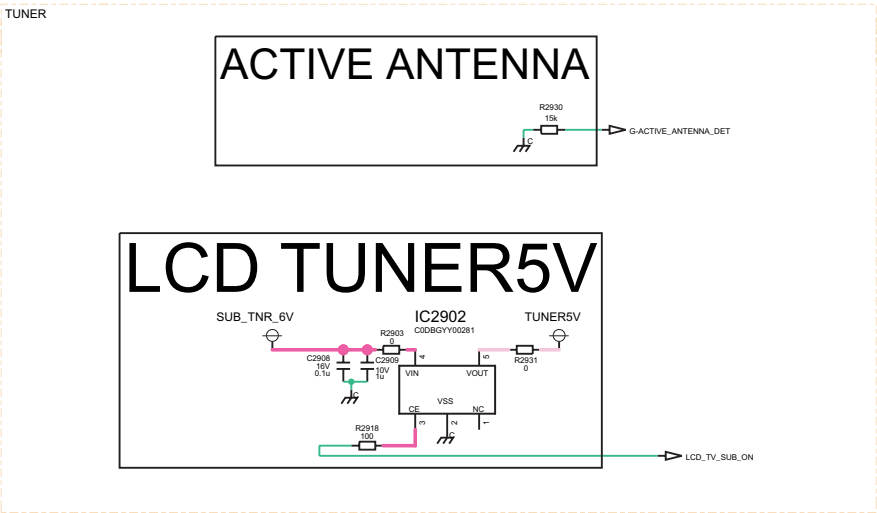 TUNER
ACTIVE ANTENNA
R2930
15k
C
G-ACTIVE_ANTENNA_DET
LCD TUNER5V
SUB_TNR_6V
IC2902
C0DBGYY00281
TUNER5V
R2903
0
C2908
16V
0.1u
C2909
10V
1u
4
5
R2931
0
VIN
VOUT
C
VSS
CE
NC
3
2
1
C
R2918
100
LCD_TV_SUB_ON